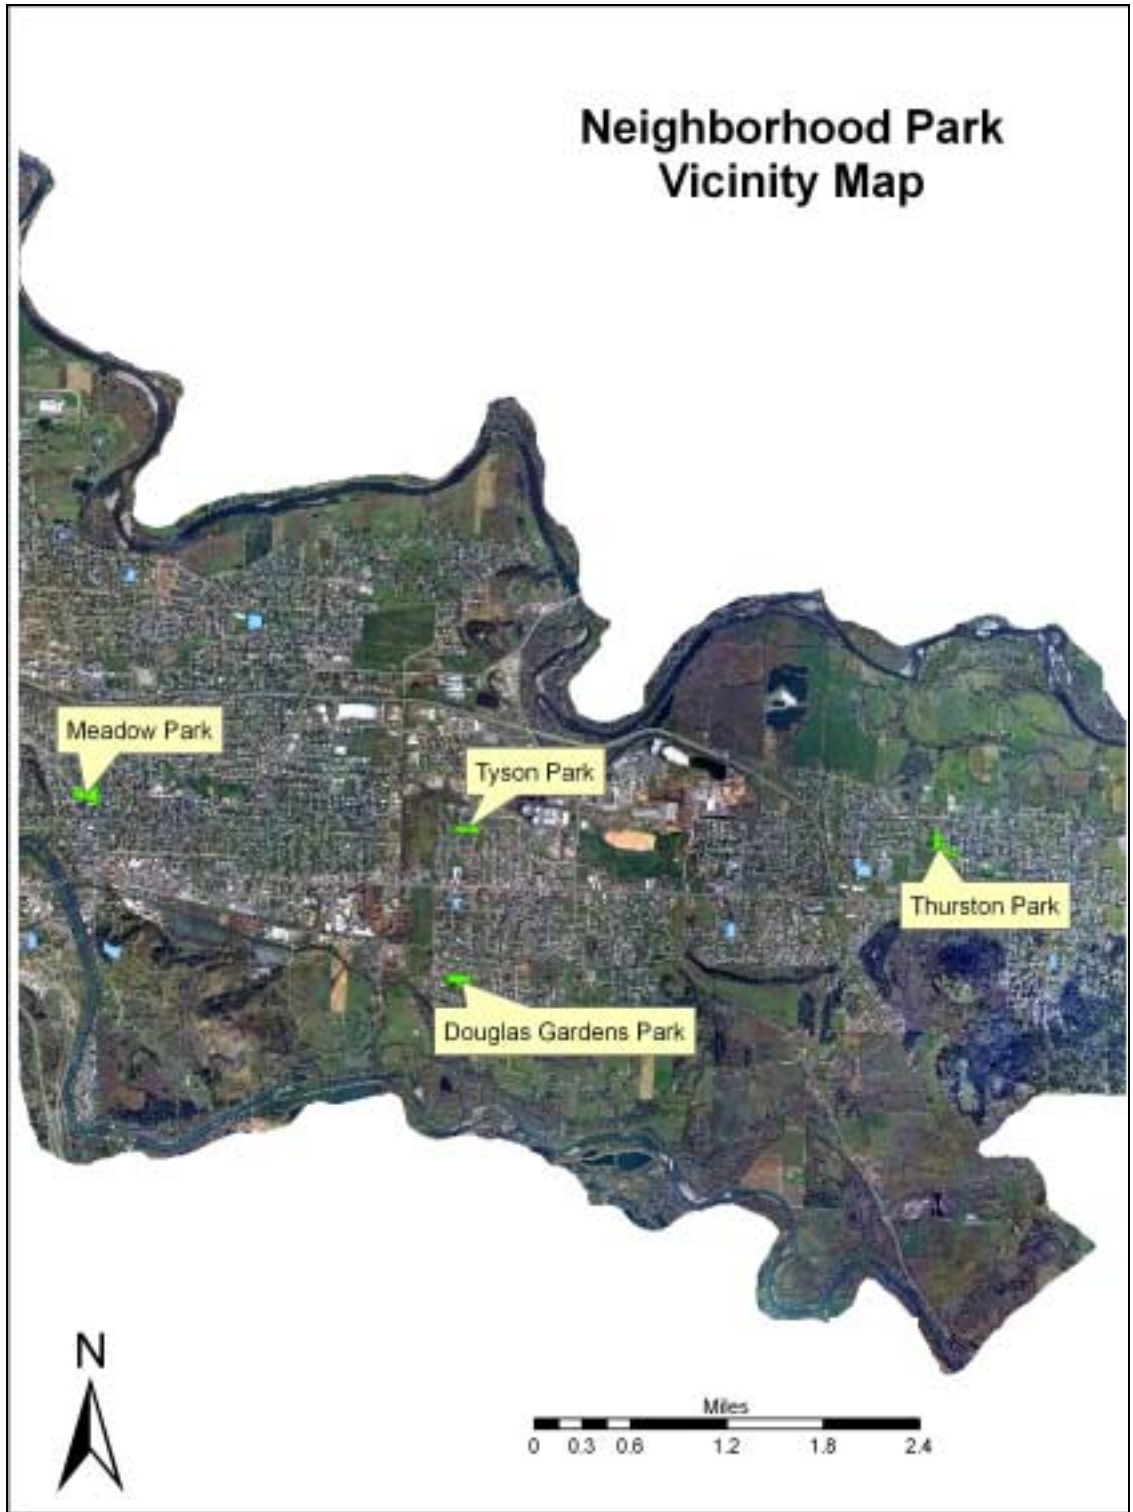 Neighborhood Park
Vicinity Map
Meadow Park
Tyson Park
Thurston Park
Douglas Gardens Park
N
Miles
0 0.3 0.6 1.2 1.8 2.4